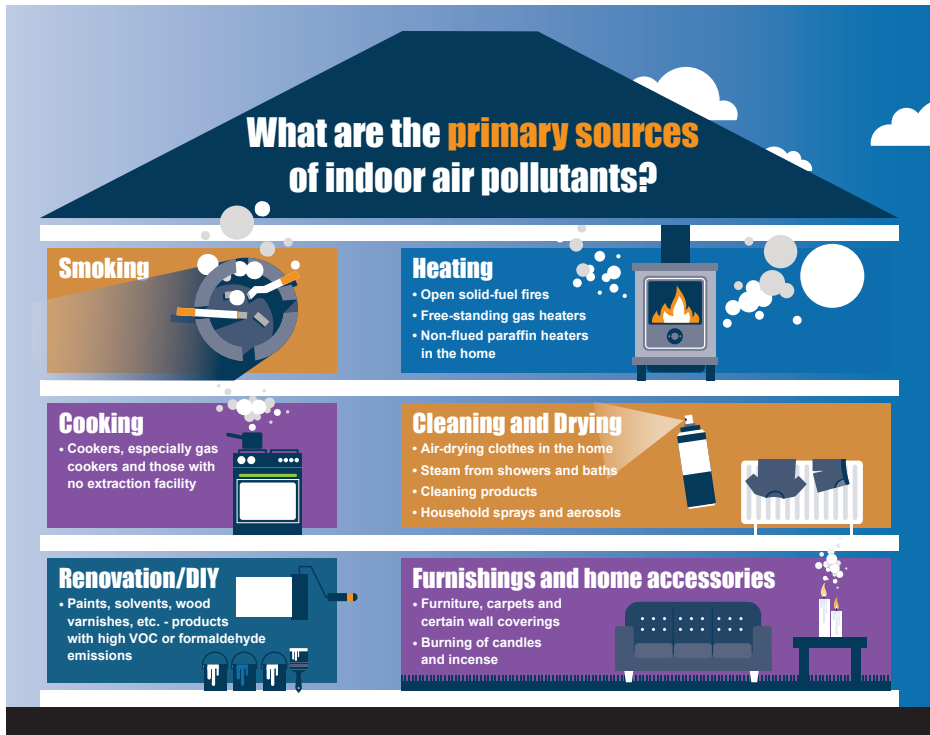 What are the primary sources
of indoor air pollutants?
Smoking
Heating
• Open solid-fuel fires
• Free-standing gas heaters
• Non-flued paraffin heaters
in the home
Cooking
• Cookers, especially gas
cookers and those with
no extraction facility
Cleaning and Drying
• Air-drying clothes in the home
• Steam from showers and baths
• Cleaning products
• Household sprays and aerosols
Renovation/DIY
• Paints, solvents, wood
varnishes, etc. - products
with high VOC or formaldehyde
emissions
Furnishings and home accessories
• Furniture, carpets and
certain wall coverings
• Burning of candles
and incense